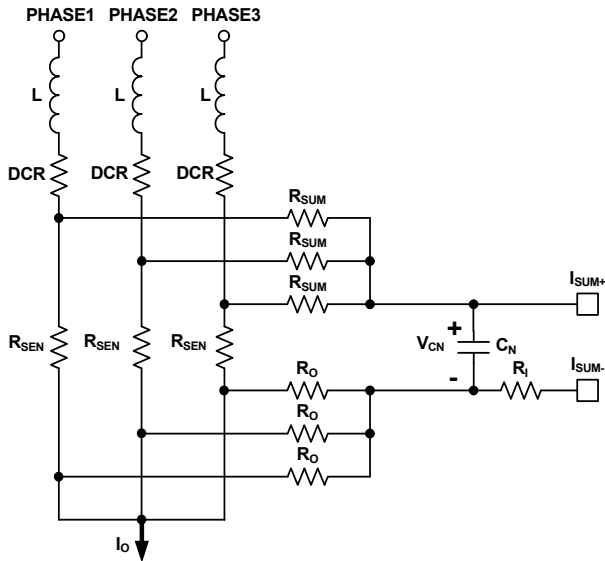 PHASE1 PHASE2 PHASE3
L L L
DCR DCR DCR
RSUM
RSUM
RSUM
ISUM+
RSEN RSEN RSEN
+
VCN CN
-
RO
RI
ISUM-
RO
RO
IO